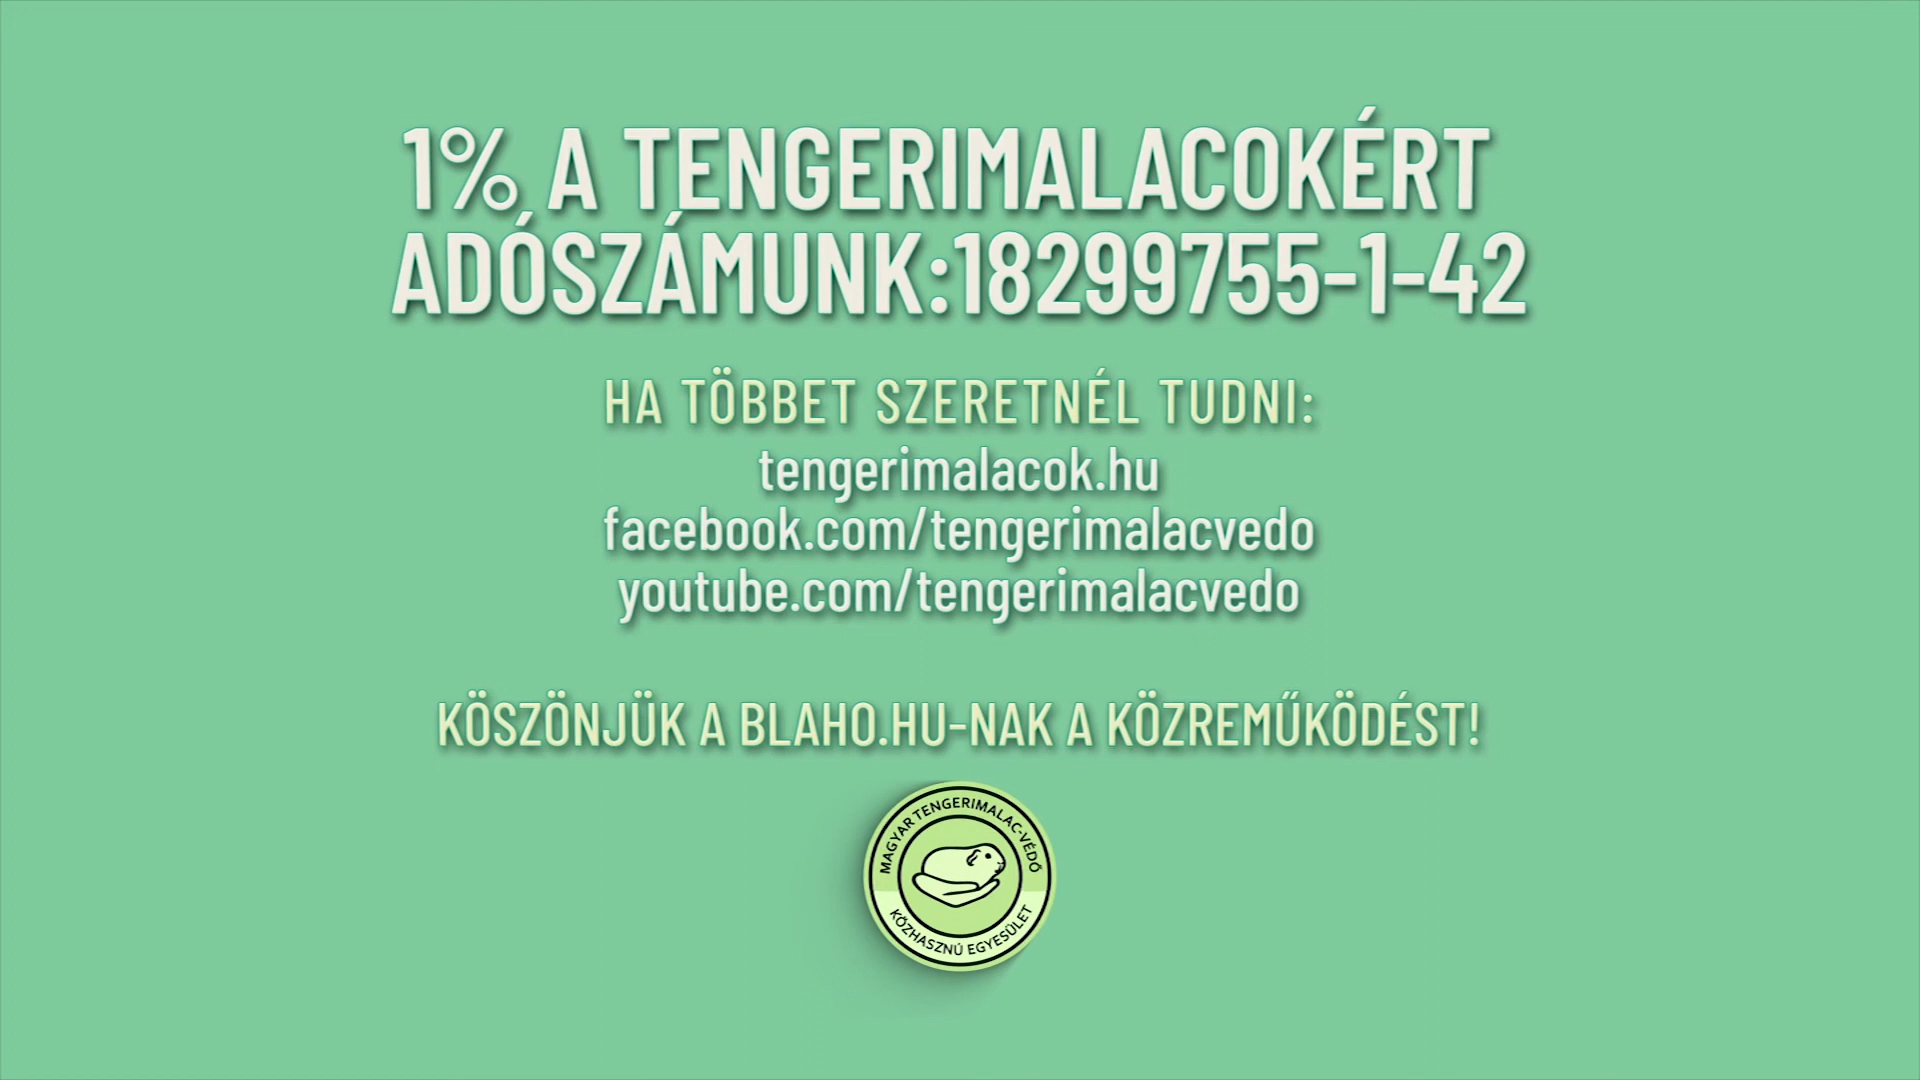 1% A TENGERIMALACOKÉRT
ADÓSZÁMUNK:18299755-1-42
HA TÖBBET SZERETNÉL TUDNI:
tengerimalacok.hu
facebook.com/tengerimalacvedo
youtube.com/tengerimalacvedo
KÖSZÖNJÜK A BLAHO.HU-NAK A KÖZREMŰKÖDÉST!
MAGYAR TENGERIMALAC-VÉDŐ
KÖZHASZNÚ EGYESÜLET